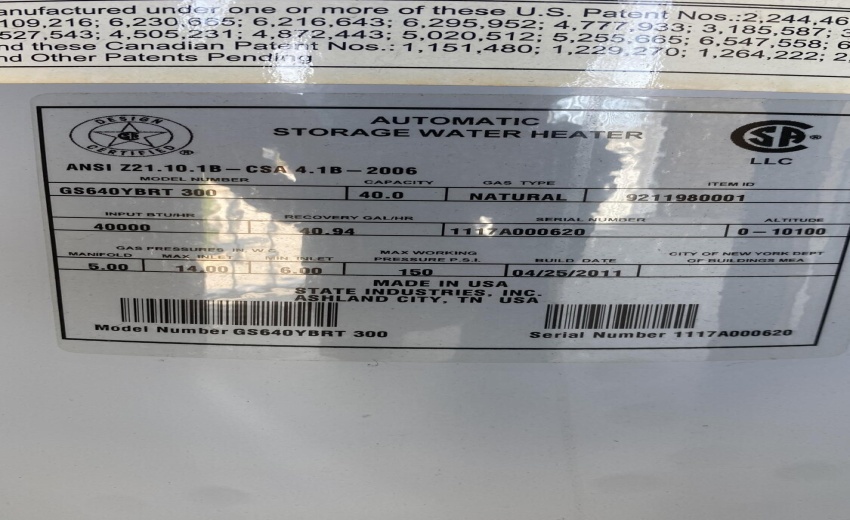 anufactured under one or more of these U.S. Patent Nos.:2,244,46
109,216; 6,230,655; 6,216,643; 6,295,952; 4,777,933; 3,185,587; 3
527,543; 4,505,231; 4,872,443; 5,020,512; 5,255,665; 6,547,558; 6
nd these Canadian Patent Nos.: 1,151,480; 1,229,270; 1,264,222; 2
nd Other Patents Pending
DESIGN CERTIFIED
AUTOMATIC
STORAGE WATER HEATER
CSA
LLC
ANSI Z21.10.1B-CSA 4.1B-2006
MODEL NUMBER CAPACITY GAS TYPE ITEM ID
GS640YBRT 300 40.0 NATURAL 9211980001
INPUT BTU/HR RECOVERY GAL/HR SERIAL NUMBER ALTITUDE
40000 40.94 1117A000620 0-10100
GAS PRESSURES IN. W.C.
MANIFOLD MAX INLET MIN INLET MAX WORKING PRESSURE P.S.I. BUILD DATE CITY OF NEW YORK DEPT OF BUILDINGS MEA
5.00 14.00 6.00 150 04/25/2011
MADE IN USA
STATE INDUSTRIES, INC.
ASHLAND CITY, TN USA
Model Number GS640YBRT 300 Serial Number 1117A000620